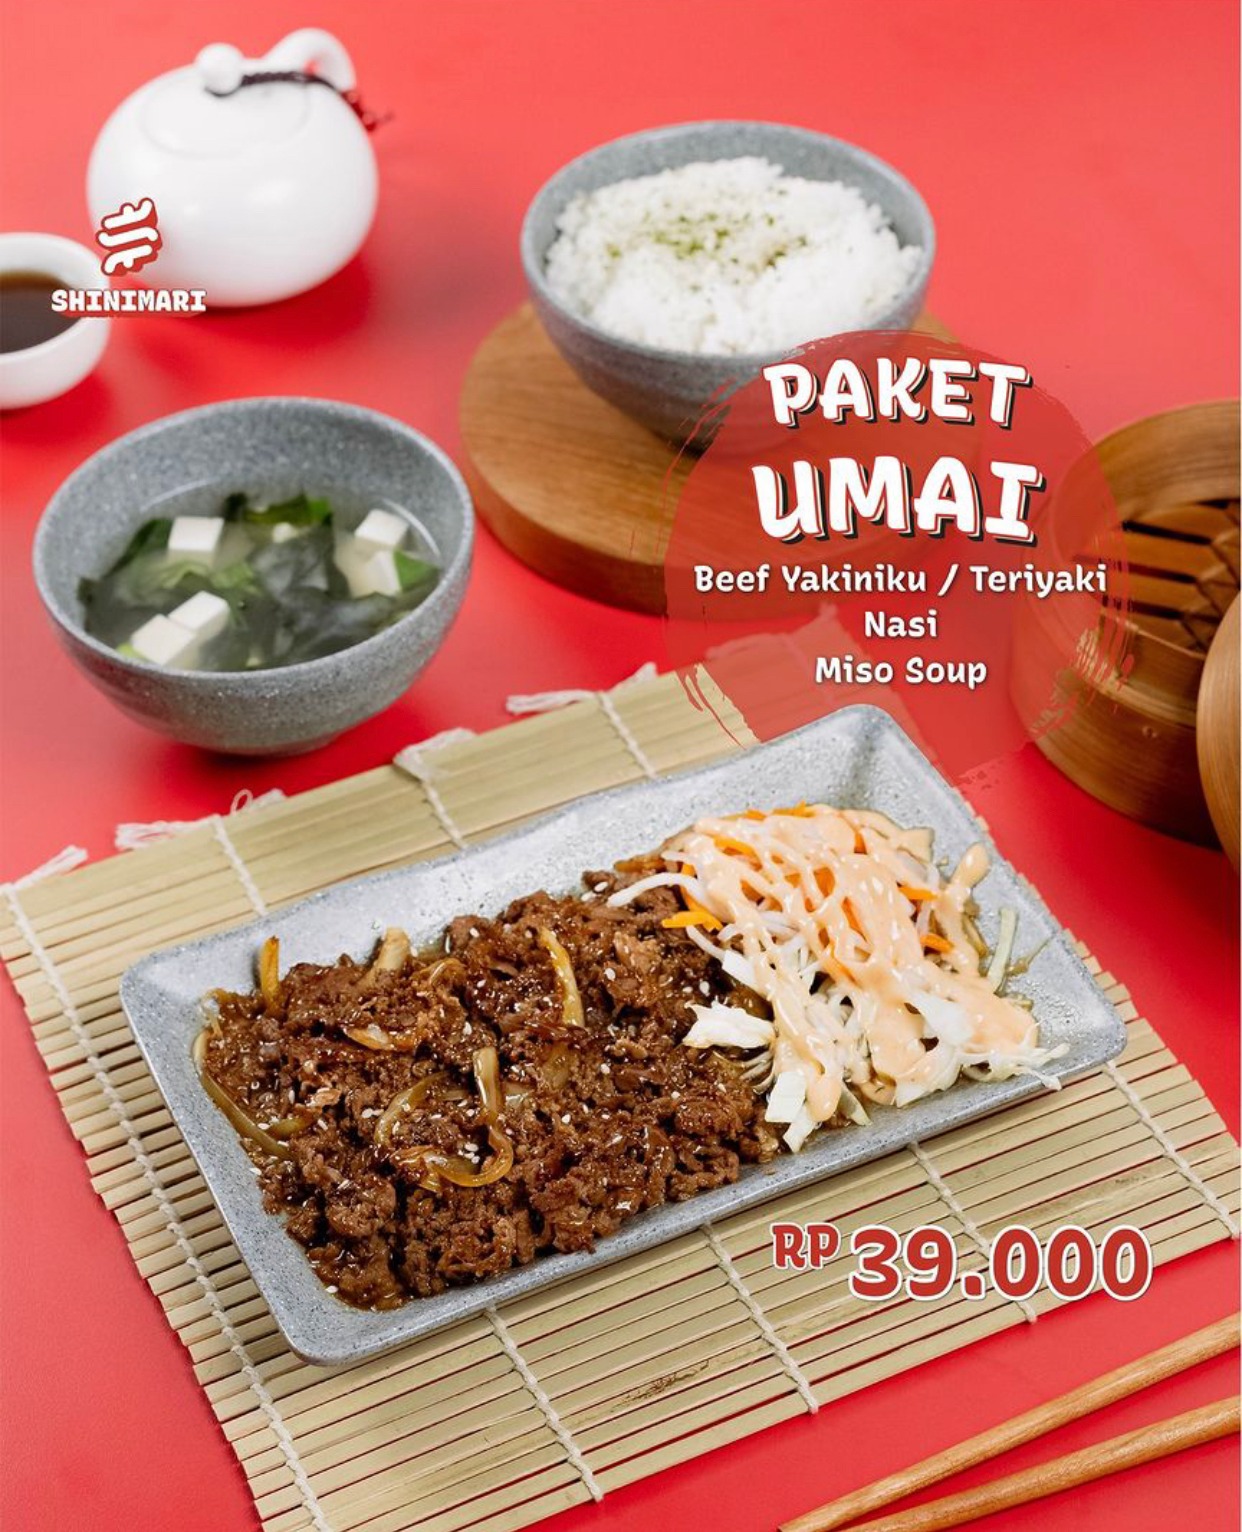 SHINIMARI
PAKET
UMAI
Beef Yakiniku / Teriyaki
Nasi
Miso Soup
RP 39.000